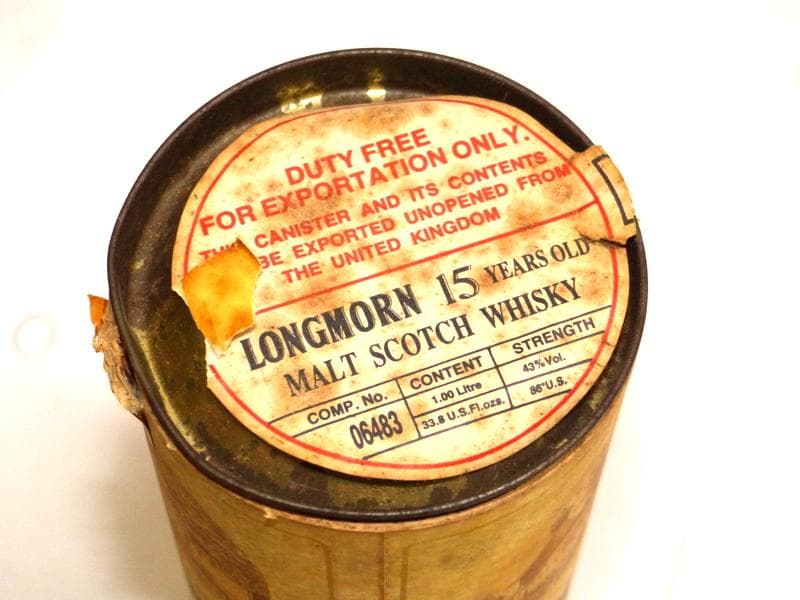 DUTY FREE
FOR EXPORTATION ONLY.
CANISTER AND ITS CONTENTS
BE EXPORTED UNOPENED FROM
THE UNITED KINGDOM
LONGMORN 15 YEARS OLD
MALT SCOTCH WHISKY
COMP. No. CONTENT STRENGTH
06483 1.00 Litre 43% Vol.
33.8 U.S.Fl.ozs. 86° U.S.